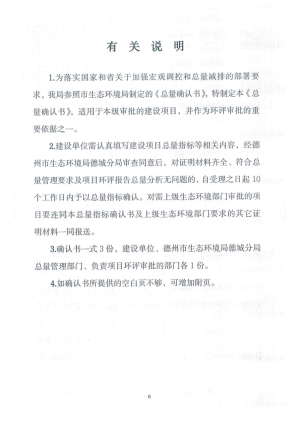 有关说明
1.为落实国家和省关于加强宏观调控和总量减排的部署要
求，我局参照市生态环境局制定的《总量确认书》，特制定本《总
量确认书》，适用于本级审批的建设项目，并作为环评审批的重
要依据之一。
2.建设单位需认真填写建设项目总量指标等相关内容，经德
州市生态环境局德城分局审查同意后，对证明材料齐全、符合总
量管理要求及项目环评报告总量分析无问题的，自受理之日起 10
个工作日内予以总量指标确认。对需上级生态环境部门审批的项
目要连同本总量指标确认书及上级生态环境部门要求的其它证
明材料一同报送。
3.确认书一式 3 份，建设单位、德州市生态环境局德城分局
总量管理部门、负责项目环评审批的部门各 1 份。
4.如确认书所提供的空白页不够，可增加附页。
6